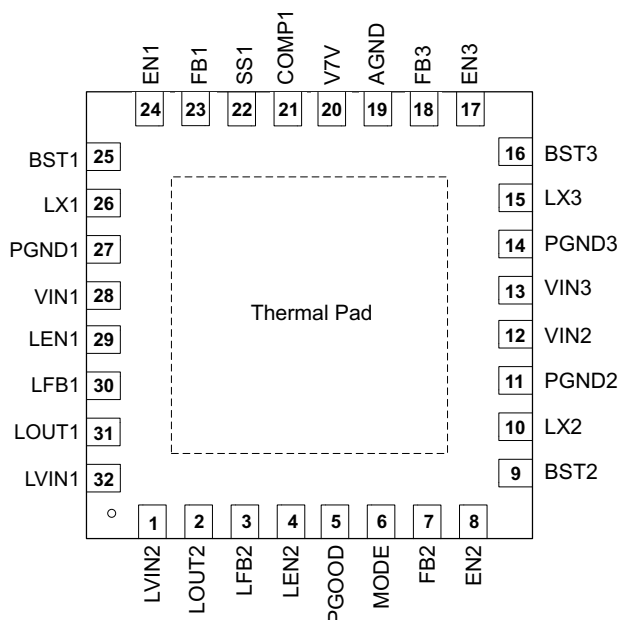 EN1 FB1 SS1 COMP1 V7V AGND FB3 EN3
24 23 22 21 20 19 18 17
BST1 25
LX1 26
PGND1 27
VIN1 28
LEN1 29
LFB1 30
LOUT1 31
LVIN1 32
Thermal Pad
16 BST3
15 LX3
14 PGND3
13 VIN3
12 VIN2
11 PGND2
10 LX2
9 BST2
1 2 3 4 5 6 7 8
LVIN2 LOUT2 LFB2 LEN2 PGOOD MODE FB2 EN2